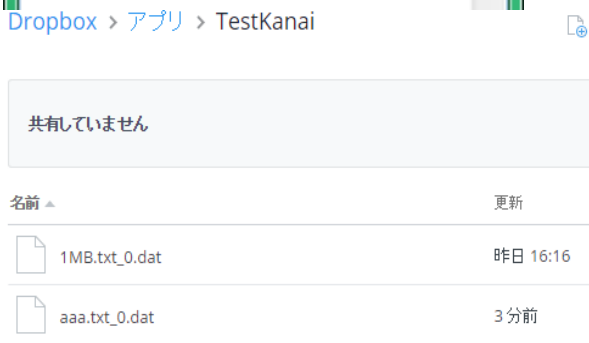 Dropbox > アプリ > TestKanai
共有していません
名前 更新
1MB.txt_0.dat 昨日 16:16
aaa.txt_0.dat 3 分前